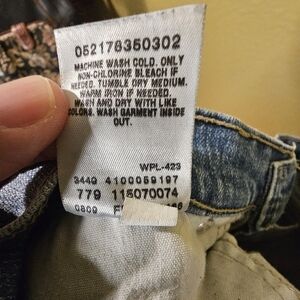 052178350302
MACHINE WASH COLD. ONLY
NON-CHLORINE BLEACH IF
NEEDED. TUMBLE DRY MEDIUM.
WARM IRON IF NEEDED.
WASH AND DRY WITH LIKE
COLORS. WASH GARMENT INSIDE
OUT.
WPL-423
3449 4100059197
779 115070074
0809